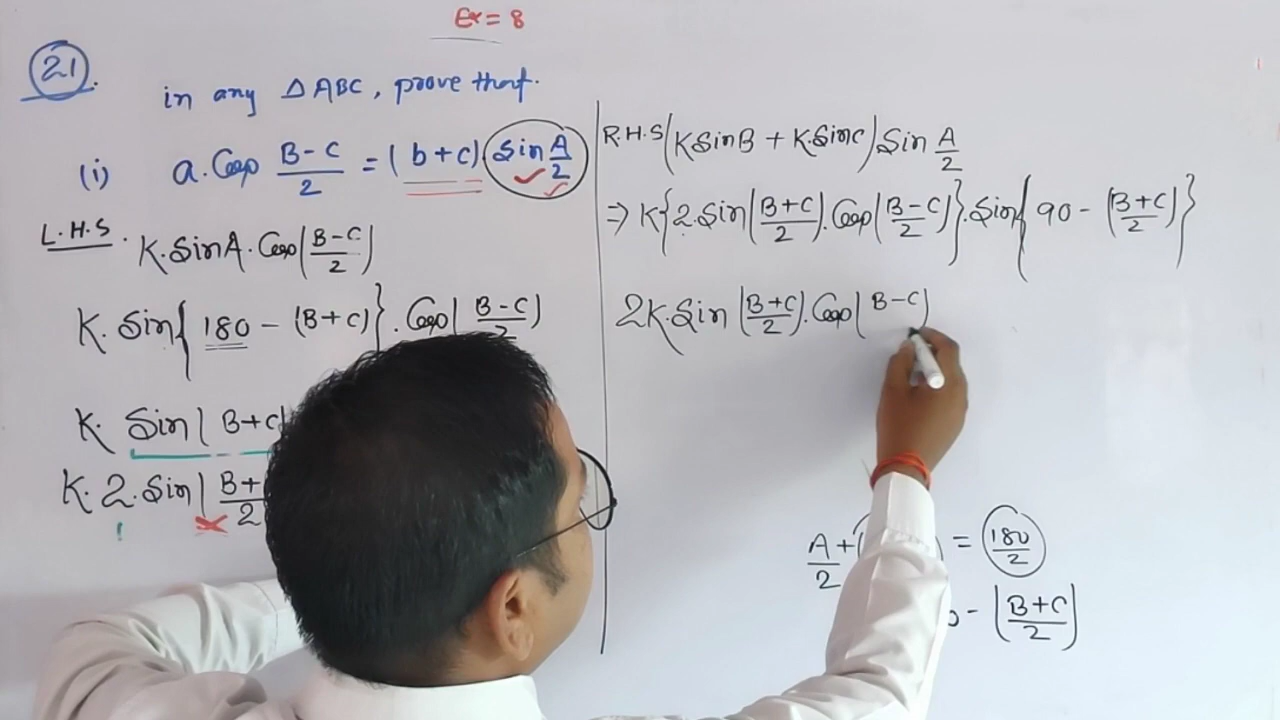 Ex = 8
21.
in any △ABC, prove that.
(i) a. Cos (B-C)/2 = (b+c) Sin A/2
L.H.S.
K. Sin A. Cos((B-C)/2)
K. Sin{180 - (B+c)}. Cos(B-C
K. Sin(B+c)
K. 2. Sin(B+
2
R.H.S (K Sin B + K. Sin c) Sin A/2
⇒ K{2. Sin((B+C)/2). Cos((B-C)/2)}. Sin{90 - ((B+C)/2)}
2K. Sin((B+C)/2). Cos(B-C)
A/2 + = 180/2
- ((B+C)/2)